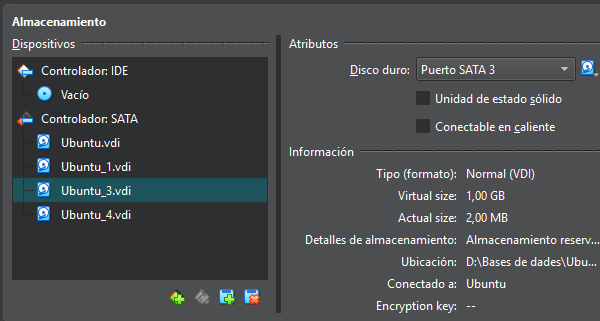 Almacenamiento
Dispositivos
Controlador: IDE
Vacío
Controlador: SATA
Ubuntu.vdi
Ubuntu_1.vdi
Ubuntu_3.vdi
Ubuntu_4.vdi
Atributos
Disco duro: Puerto SATA 3
Unidad de estado sólido
Conectable en caliente
Información
Tipo (formato): Normal (VDI)
Virtual size: 1,00 GB
Actual size: 2,00 MB
Detalles de almacenamiento: Almacenamiento reserv...
Ubicación: D:\Bases de dades\Ubu...
Conectado a: Ubuntu
Encryption key: --